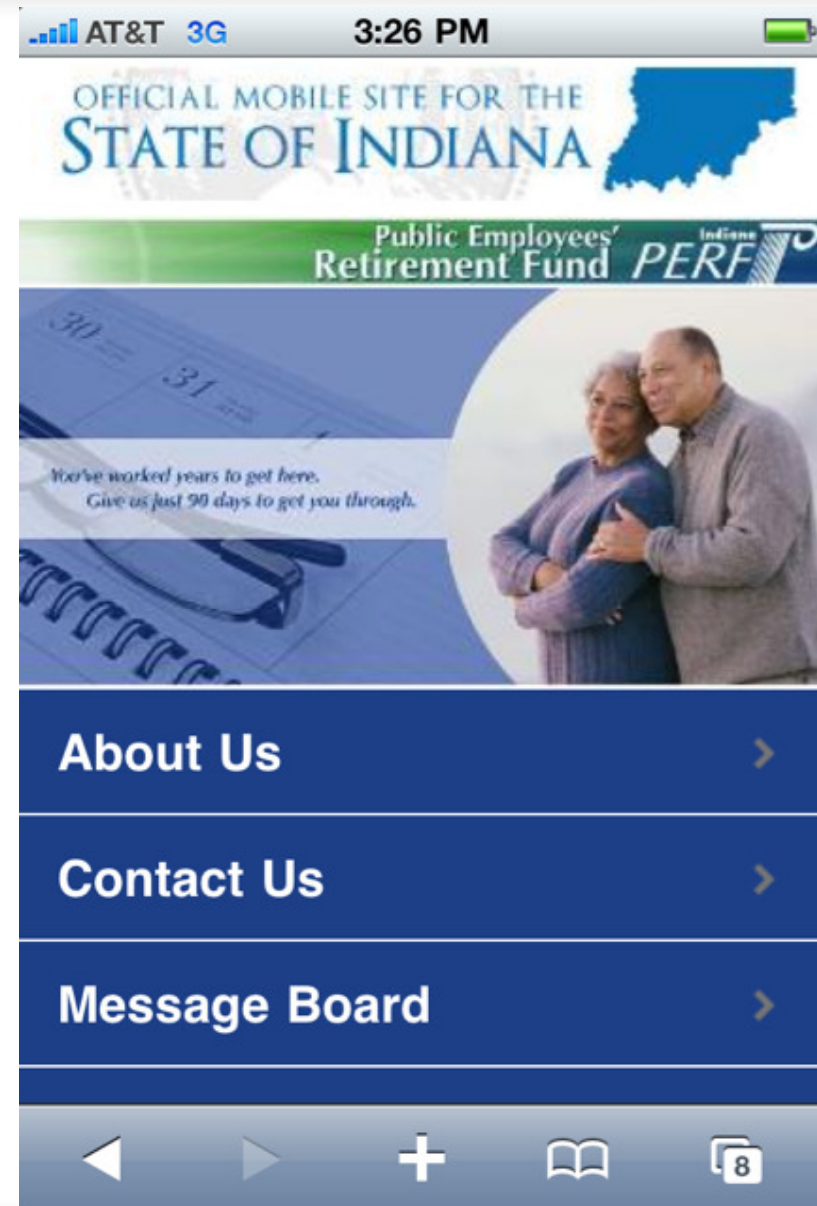 AT&T 3G 3:26 PM
OFFICIAL MOBILE SITE FOR THE
STATE OF INDIANA
Public Employees'
Retirement Fund
Indiana
PERF
30
31
You've worked years to get here.
Give us just 90 days to get you through.
About Us
Contact Us
Message Board
8